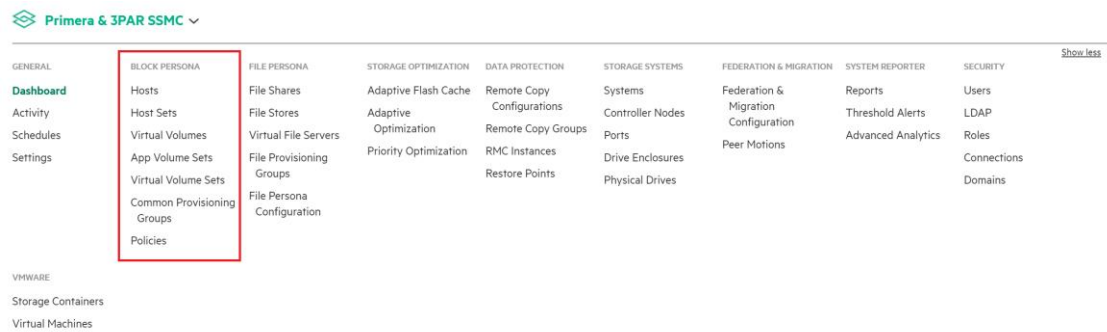 Primera & 3PAR SSMC
Show less
GENERAL
Dashboard
Activity
Schedules
Settings
BLOCK PERSONA
Hosts
Host Sets
Virtual Volumes
App Volume Sets
Virtual Volume Sets
Common Provisioning
Groups
Policies
FILE PERSONA
File Shares
File Stores
Virtual File Servers
File Provisioning
Groups
File Persona
Configuration
STORAGE OPTIMIZATION
Adaptive Flash Cache
Adaptive
Optimization
Priority Optimization
DATA PROTECTION
Remote Copy
Configurations
Remote Copy Groups
RMC Instances
Restore Points
STORAGE SYSTEMS
Systems
Controller Nodes
Ports
Drive Enclosures
Physical Drives
FEDERATION & MIGRATION
Federation &
Migration
Configuration
Peer Motions
SYSTEM REPORTER
Reports
Threshold Alerts
Advanced Analytics
SECURITY
Users
LDAP
Roles
Connections
Domains
VMWARE
Storage Containers
Virtual Machines